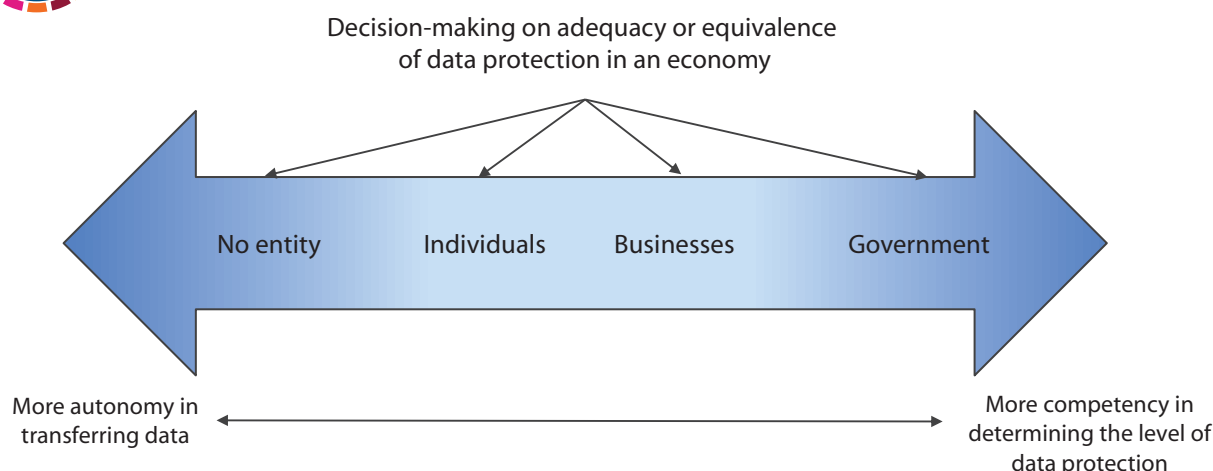 Decision-making on adequacy or equivalence
of data protection in an economy
No entity
Individuals
Businesses
Government
More autonomy in
transferring data
More competency in
determining the level of
data protection